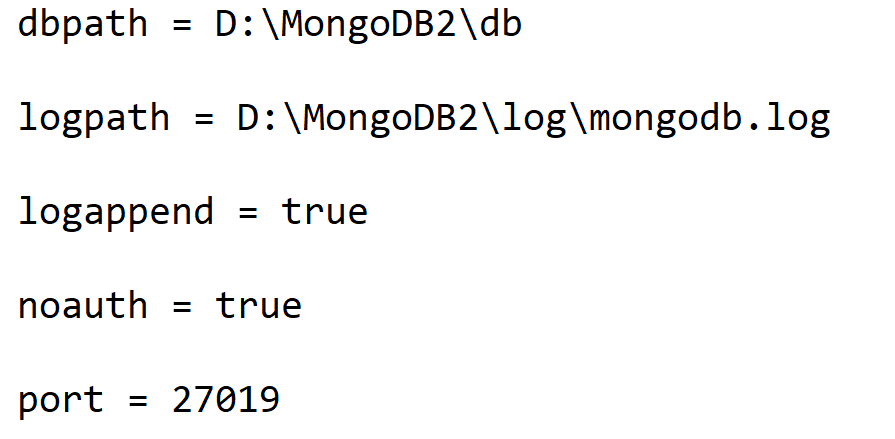 dbpath = D:\MongoDB2\db
logpath = D:\MongoDB2\log\mongodb.log
logappend = true
noauth = true
port = 27019